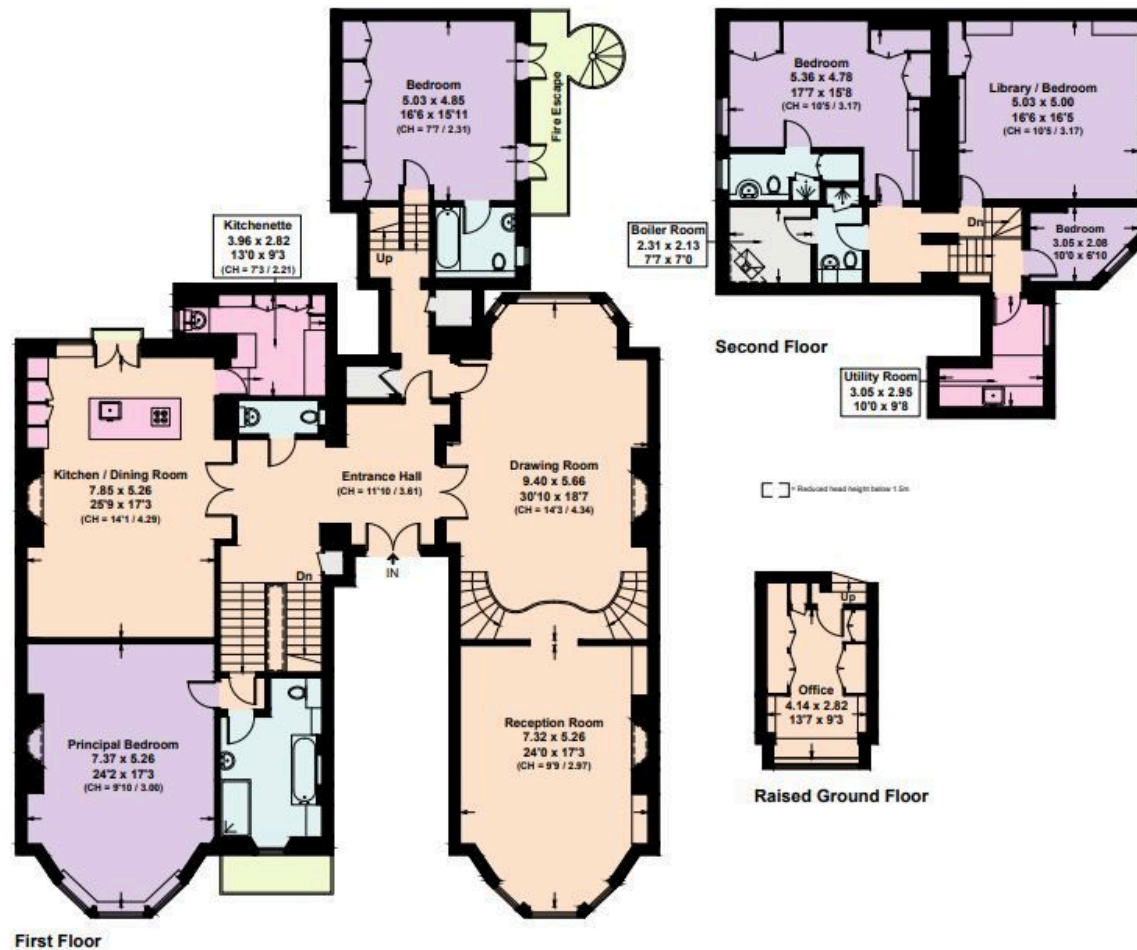 Bedroom
5.03 x 4.85
16'6 x 15'11
(CH = 7'7 / 2.31)
Fire Escape
Up
Kitchenette
3.96 x 2.82
13'0 x 9'3
(CH = 7'3 / 2.21)
Kitchen / Dining Room
7.85 x 5.26
25'9 x 17'3
(CH = 14'1 / 4.29)
Entrance Hall
(CH = 11'10 / 3.61)
IN
Dn
Drawing Room
9.40 x 5.66
30'10 x 18'7
(CH = 14'3 / 4.34)
Principal Bedroom
7.37 x 5.26
24'2 x 17'3
(CH = 9'10 / 3.00)
Reception Room
7.32 x 5.26
24'0 x 17'3
(CH = 9'9 / 2.97)
First Floor
Bedroom
5.36 x 4.78
17'7 x 15'8
(CH = 10'5 / 3.17)
Library / Bedroom
5.03 x 5.00
16'6 x 16'5
(CH = 10'5 / 3.17)
Boiler Room
2.31 x 2.13
7'7 x 7'0
Dn
Bedroom
3.05 x 2.08
10'0 x 6'10
Second Floor
Utility Room
3.05 x 2.95
10'0 x 9'8
= Reduced head height below 1.5m
Up
Office
4.14 x 2.82
13'7 x 9'3
Raised Ground Floor